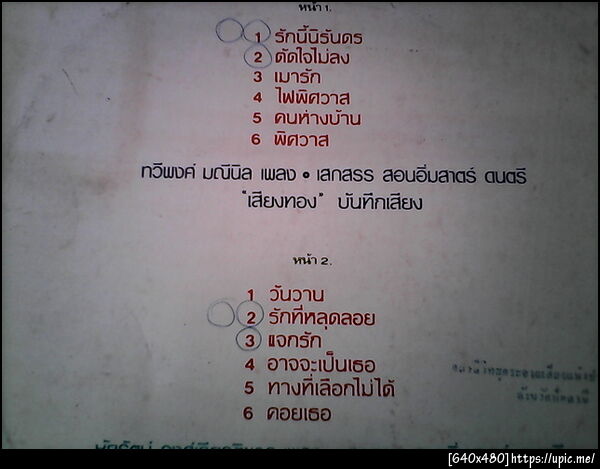 หน้า 1.
1 รักนี้นิรันดร
2 ตัดใจไม่ลง
3 เมารัก
4 ไฟพิศวาส
5 คนห่างบ้าน
6 พิศวาส
ทวีพงศ์ มณีนิล เพลง • เสกสรร สอนอิ่มสาตร์ ดนตรี
"เสียงทอง" บันทึกเสียง
หน้า 2.
1 วันวาน
2 รักที่หลุดลอย
3 แจกรัก
4 อาจจะเป็นเธอ
5 ทางที่เลือกไม่ได้
6 คอยเธอ
[640x480]https://upic.me/